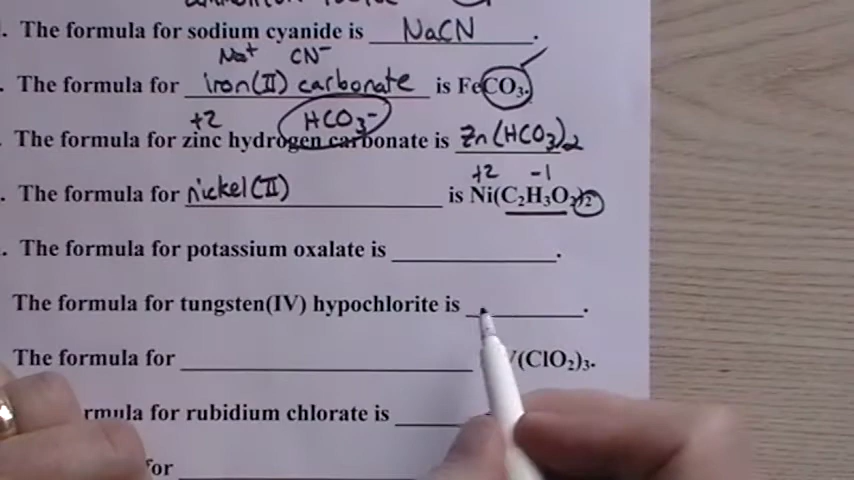 . The formula for sodium cyanide is NaCN .
Na+ CN-
. The formula for iron(II) carbonate is FeCO3.
+2 HCO3-
The formula for zinc hydrogen carbonate is Zn(HCO3)2
+2 -1
. The formula for nickel(II) is Ni(C2H3O2)2
. The formula for potassium oxalate is .
The formula for tungsten(IV) hypochlorite is .
The formula for (ClO2)3.
rmula for rubidium chlorate is
for